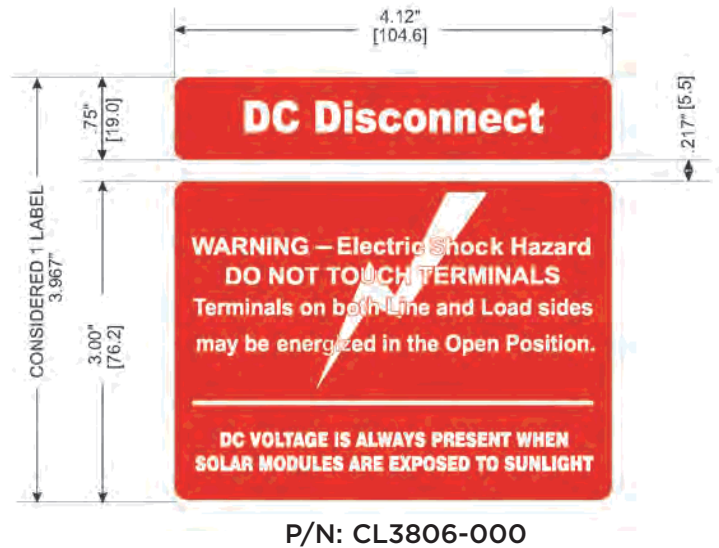 4.12"
[104.6]
.75"
[19.0]
DC Disconnect
.217" [5.5]
CONSIDERED 1 LABEL
3.967"
3.00"
[76.2]
WARNING – Electric Shock Hazard
DO NOT TOUCH TERMINALS
Terminals on both Line and Load sides
may be energized in the Open Position.
DC VOLTAGE IS ALWAYS PRESENT WHEN
SOLAR MODULES ARE EXPOSED TO SUNLIGHT
P/N: CL3806-000